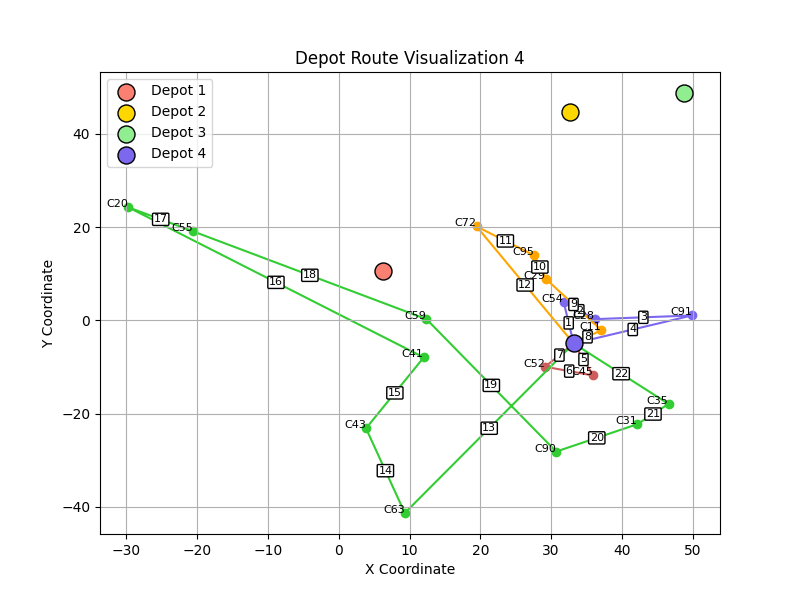 Depot Route Visualization 4
Depot 1
Depot 2
Depot 3
Depot 4
Y Coordinate
40
20
0
−20
−40
−30
−20
−10
0
10
20
30
40
50
X Coordinate
C20
17
C55
16
18
C59
C41
15
C43
14
C63
13
19
C90
20
C31
21
C35
22
C72
11
C95
10
C29
12
C54
9
2
C28
1
C11
8
3
C91
4
7
5
C52
6
C45